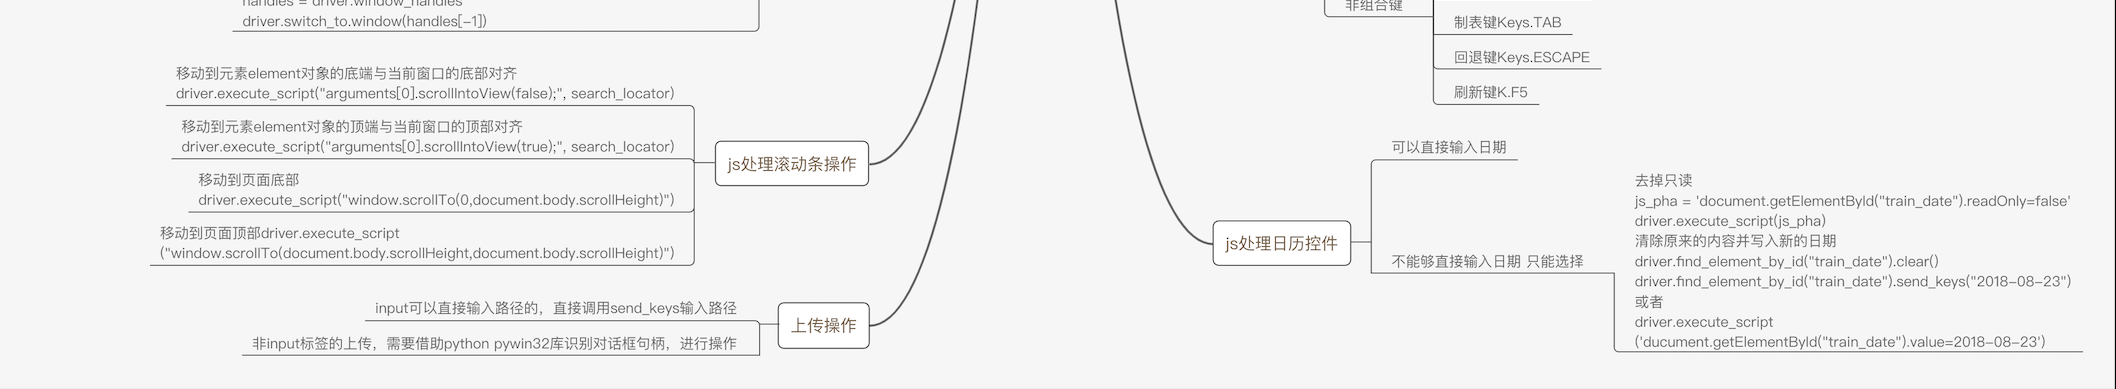 handles = driver.window_handles
driver.switch_to.window(handles[-1])
移动到元素element对象的底端与当前窗口的底部对齐
driver.execute_script("arguments[0].scrollIntoView(false);", search_locator)
移动到元素element对象的顶端与当前窗口的顶部对齐
driver.execute_script("arguments[0].scrollIntoView(true);", search_locator)
移动到页面底部
driver.execute_script("window.scrollTo(0,document.body.scrollHeight)")
移动到页面顶部driver.execute_script
("window.scrollTo(document.body.scrollHeight,document.body.scrollHeight)")
js处理滚动条操作
input可以直接输入路径的，直接调用send_keys输入路径
非input标签的上传，需要借助python pywin32库识别对话框句柄，进行操作
上传操作
非组合键
制表键Keys.TAB
回退键Keys.ESCAPE
刷新键K.F5
js处理日历控件
可以直接输入日期
不能够直接输入日期 只能选择
去掉只读
js_pha = 'document.getElementById("train_date").readOnly=false'
driver.execute_script(js_pha)
清除原来的内容并写入新的日期
driver.find_element_by_id("train_date").clear()
driver.find_element_by_id("train_date").send_keys("2018-08-23")
或者
driver.execute_script
('ducument.getElementById("train_date").value=2018-08-23')